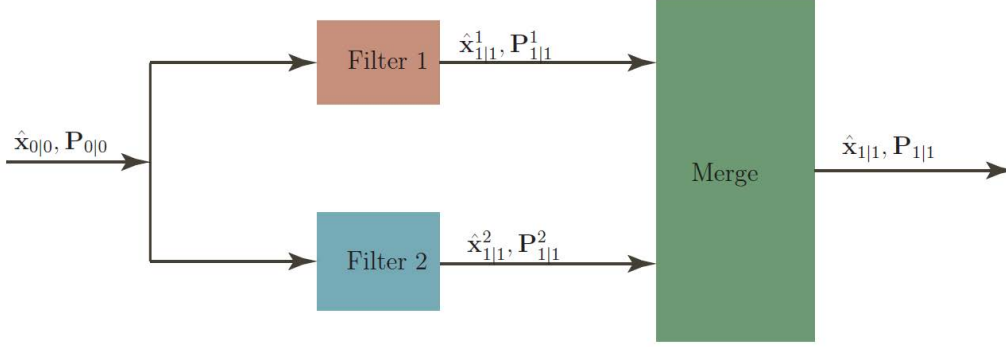 Filter 1
x̂¹₁|₁, P¹₁|₁
x̂₀|₀, P₀|₀
Merge
x̂₁|₁, P₁|₁
Filter 2
x̂²₁|₁, P²₁|₁